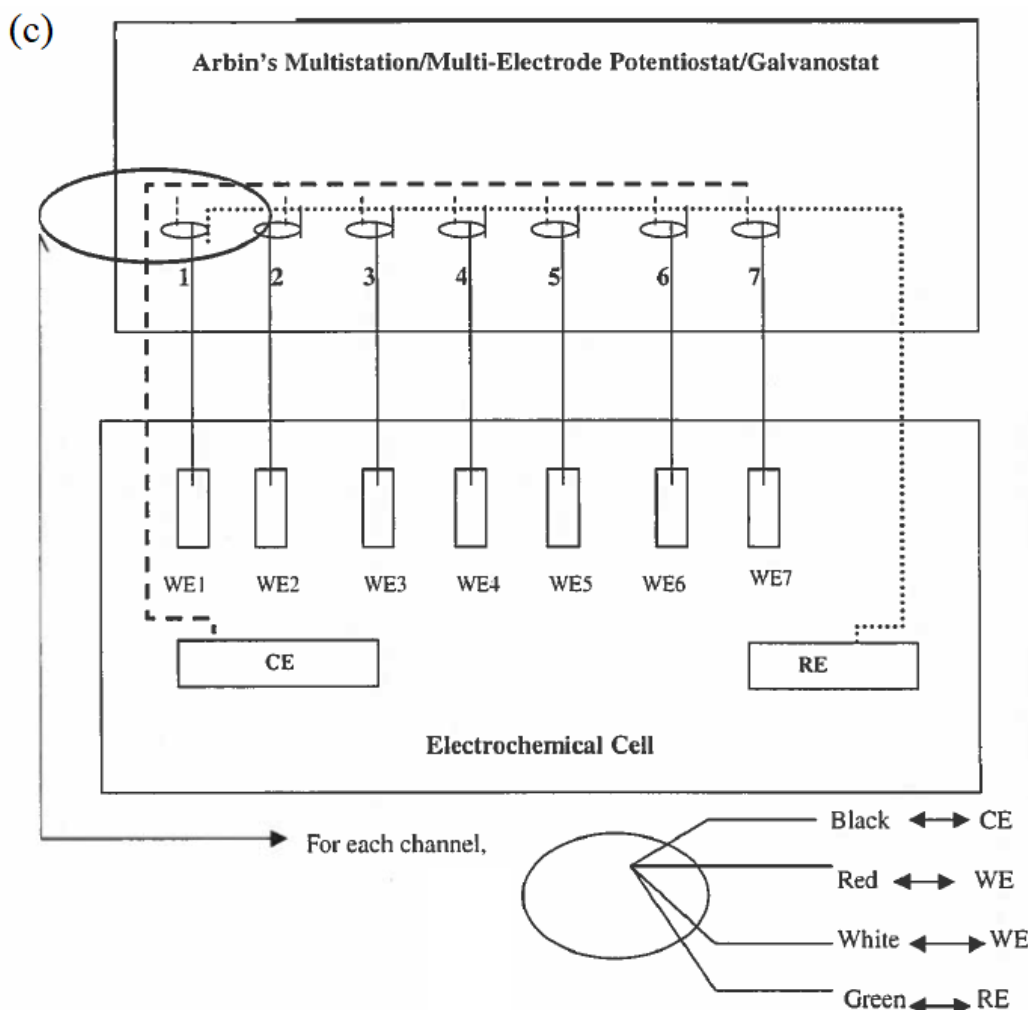 (c)
Arbin's Multistation/Multi-Electrode Potentiostat/Galvanostat
1 2 3 4 5 6 7
WE1 WE2 WE3 WE4 WE5 WE6 WE7
CE RE
Electrochemical Cell
For each channel,
Black CE
Red WE
White WE
Green RE